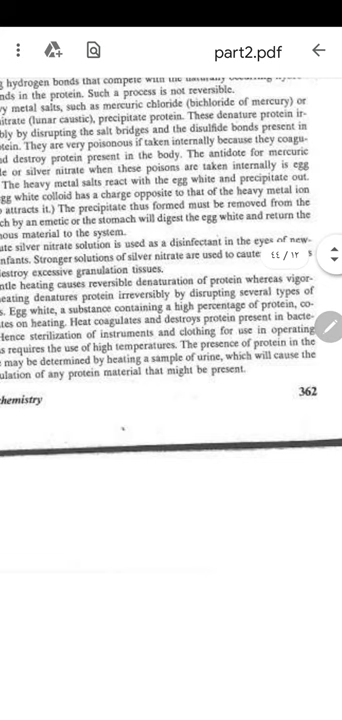 part2.pdf
hydrogen bonds that compete with the naturally
nds in the protein. Such a process is not reversible.
vy metal salts, such as mercuric chloride (bichloride of mercury) or
nitrate (lunar caustic), precipitate protein. These denature protein ir-
bly by disrupting the salt bridges and the disulfide bonds present in
otein. They are very poisonous if taken internally because they coagu-
nd destroy protein present in the body. The antidote for mercuric
de or silver nitrate when these poisons are taken internally is egg
The heavy metal salts react with the egg white and precipitate out.
gg white colloid has a charge opposite to that of the heavy metal ion
o attracts it.) The precipitate thus formed must be removed from the
ch by an emetic or the stomach will digest the egg white and return the
nous material to the system.
ute silver nitrate solution is used as a disinfectant in the eyes of new-
nfants. Stronger solutions of silver nitrate are used to caute s
٤٤ / ١٢
destroy excessive granulation tissues.
ntle heating causes reversible denaturation of protein whereas vigor-
eating denatures protein irreversibly by disrupting several types of
s. Egg white, a substance containing a high percentage of protein, co-
ates on heating. Heat coagulates and destroys protein present in bacte-
Hence sterilization of instruments and clothing for use in operating
s requires the use of high temperatures. The presence of protein in the
e may be determined by heating a sample of urine, which will cause the
ulation of any protein material that might be present.
362
chemistry